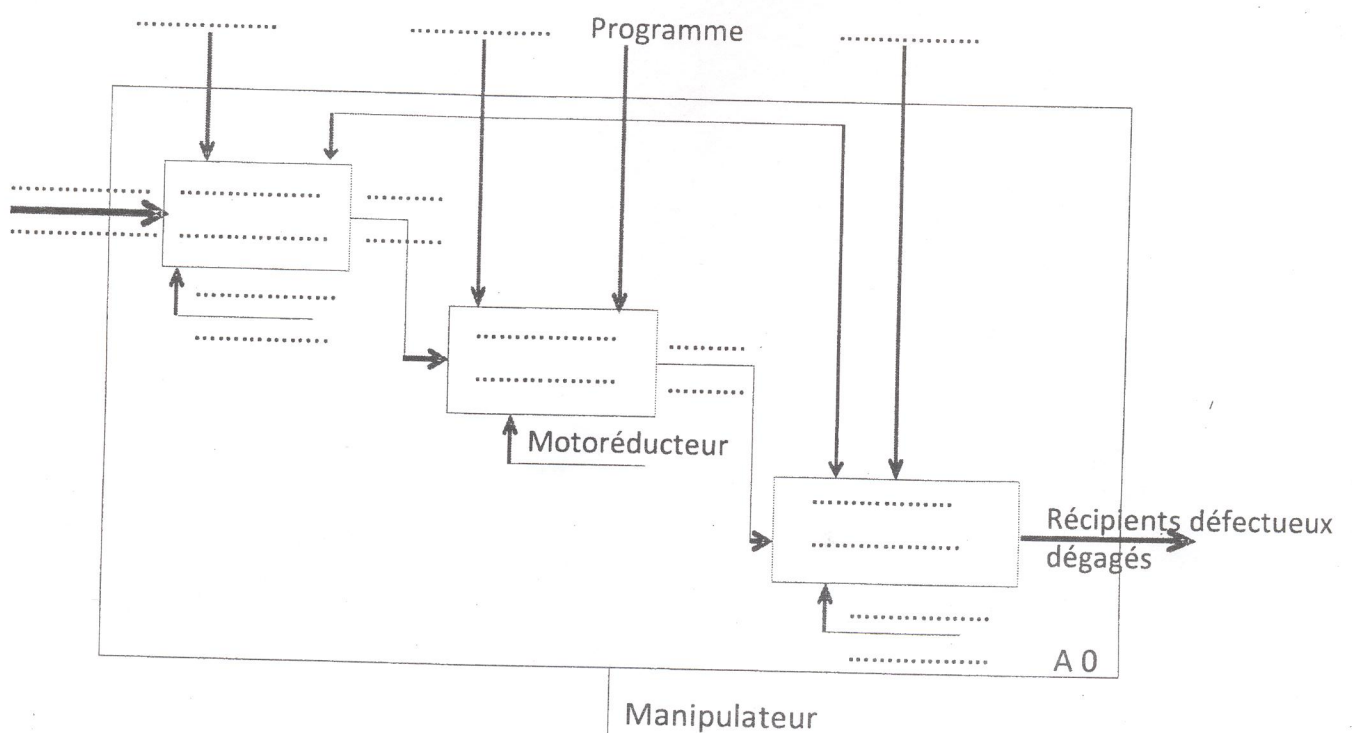 Programme
Motoréducteur
Récipients défectueux
dégagés
A 0
Manipulateur